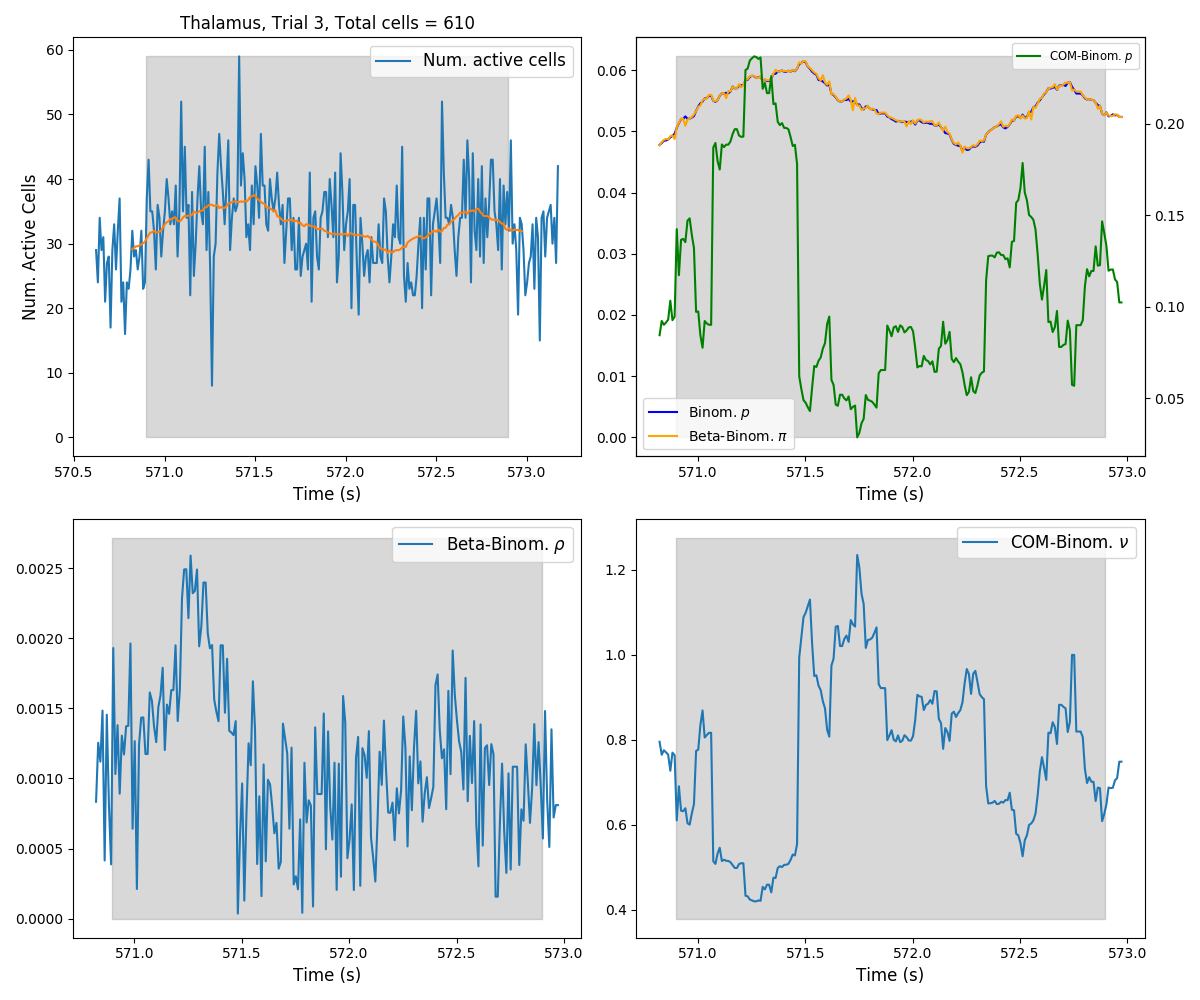 Thalamus, Trial 3, Total cells = 610
Num. active cells
Num. Active Cells
60
50
40
30
20
10
0
570.5 571.0 571.5 572.0 572.5 573.0
Time (s)
COM-Binom. p
0.06
0.05
0.04
0.03
0.02
0.01
0.00
0.20
0.15
0.10
0.05
Binom. p
Beta-Binom. π
571.0 571.5 572.0 572.5 573.0
Time (s)
Beta-Binom. ρ
0.0025
0.0020
0.0015
0.0010
0.0005
0.0000
571.0 571.5 572.0 572.5 573.0
Time (s)
COM-Binom. ν
1.2
1.0
0.8
0.6
0.4
571.0 571.5 572.0 572.5 573.0
Time (s)